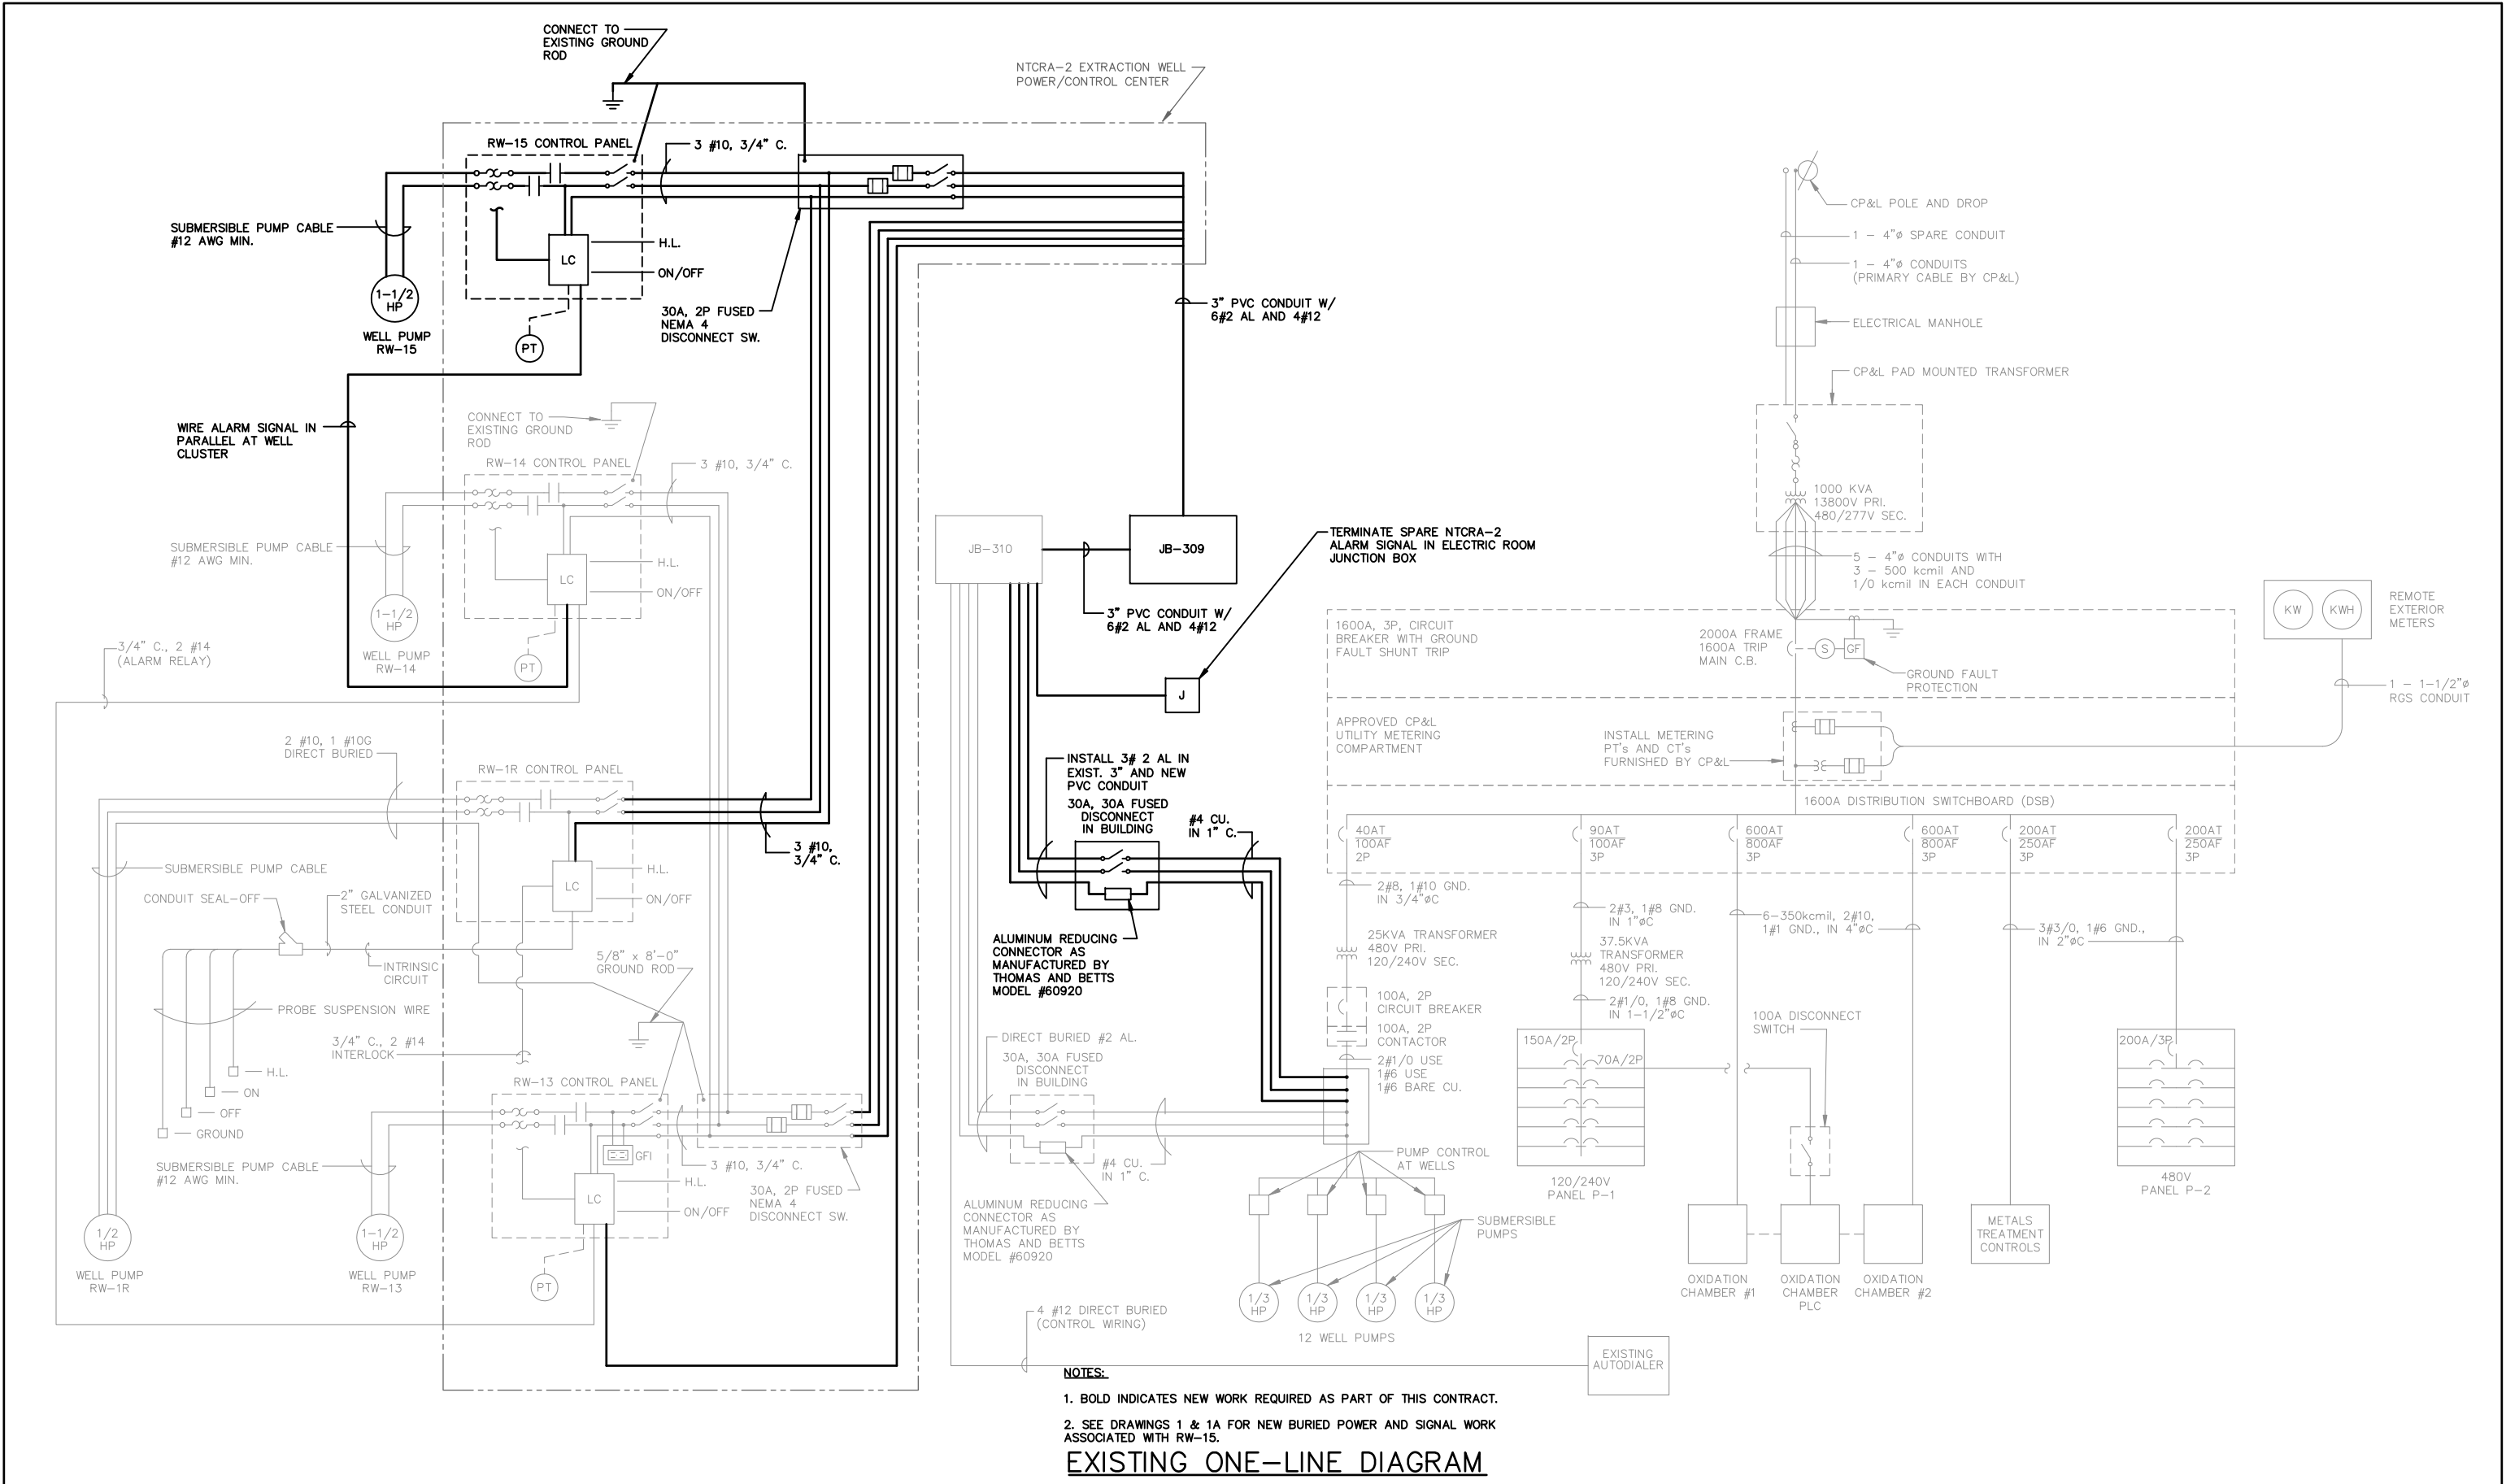 CONNECT TO
EXISTING GROUND
ROD
NTCRA-2 EXTRACTION WELL
POWER/CONTROL CENTER
RW-15 CONTROL PANEL
3 #10, 3/4" C.
SUBMERSIBLE PUMP CABLE
#12 AWG MIN.
H.L.
LC
ON/OFF
1-1/2
HP
WELL PUMP
RW-15
PT
30A, 2P FUSED
NEMA 4
DISCONNECT SW.
3" PVC CONDUIT W/
6#2 AL AND 4#12
WIRE ALARM SIGNAL IN
PARALLEL AT WELL
CLUSTER
CONNECT TO
EXISTING GROUND
ROD
RW-14 CONTROL PANEL
3 #10, 3/4" C.
SUBMERSIBLE PUMP CABLE
#12 AWG MIN.
H.L.
LC
ON/OFF
1-1/2
HP
WELL PUMP
RW-14
PT
3/4" C., 2 #14
(ALARM RELAY)
2 #10, 1 #10G
DIRECT BURIED
RW-1R CONTROL PANEL
3 #10,
3/4" C.
SUBMERSIBLE PUMP CABLE
H.L.
LC
ON/OFF
CONDUIT SEAL-OFF
2" GALVANIZED
STEEL CONDUIT
INTRINSIC
CIRCUIT
5/8" x 8'-0"
GROUND ROD
PROBE SUSPENSION WIRE
3/4" C., 2 #14
INTERLOCK
H.L.
ON
OFF
GROUND
RW-13 CONTROL PANEL
GFI
3 #10, 3/4" C.
SUBMERSIBLE PUMP CABLE
#12 AWG MIN.
H.L.
LC
ON/OFF
30A, 2P FUSED
NEMA 4
DISCONNECT SW.
1/2
HP
WELL PUMP
RW-1R
1-1/2
HP
WELL PUMP
RW-13
PT
JB-310
JB-309
TERMINATE SPARE NTCRA-2
ALARM SIGNAL IN ELECTRIC ROOM
JUNCTION BOX
3" PVC CONDUIT W/
6#2 AL AND 4#12
J
INSTALL 3# 2 AL IN
EXIST. 3" AND NEW
PVC CONDUIT
30A, 30A FUSED
DISCONNECT
IN BUILDING
#4 CU.
IN 1" C.
ALUMINUM REDUCING
CONNECTOR AS
MANUFACTURED BY
THOMAS AND BETTS
MODEL #60920
DIRECT BURIED #2 AL.
30A, 30A FUSED
DISCONNECT
IN BUILDING
#4 CU.
IN 1" C.
ALUMINUM REDUCING
CONNECTOR AS
MANUFACTURED BY
THOMAS AND BETTS
MODEL #60920
4 #12 DIRECT BURIED
(CONTROL WIRING)
CP&L POLE AND DROP
1 - 4"ø SPARE CONDUIT
1 - 4"ø CONDUITS
(PRIMARY CABLE BY CP&L)
ELECTRICAL MANHOLE
CP&L PAD MOUNTED TRANSFORMER
1000 KVA
13800V PRI.
480/277V SEC.
5 - 4"ø CONDUITS WITH
3 - 500 kcmil AND
1/0 kcmil IN EACH CONDUIT
1600A, 3P, CIRCUIT
BREAKER WITH GROUND
FAULT SHUNT TRIP
2000A FRAME
1600A TRIP
MAIN C.B.
S
GF
GROUND FAULT
PROTECTION
KW
KWH
REMOTE
EXTERIOR
METERS
1 - 1-1/2"ø
RGS CONDUIT
APPROVED CP&L
UTILITY METERING
COMPARTMENT
INSTALL METERING
PT's AND CT's
FURNISHED BY CP&L
1600A DISTRIBUTION SWITCHBOARD (DSB)
40AT
100AF
2P
90AT
100AF
3P
600AT
800AF
3P
600AT
800AF
3P
200AT
250AF
3P
200AT
250AF
3P
2#8, 1#10 GND.
IN 3/4"øC
2#3, 1#8 GND.
IN 1"øC
6-350kcmil, 2#10,
1#1 GND., IN 4"øC
3#3/0, 1#6 GND.,
IN 2"øC
25KVA TRANSFORMER
480V PRI.
120/240V SEC.
37.5KVA
TRANSFORMER
480V PRI.
120/240V SEC.
100A, 2P
CIRCUIT BREAKER
2#1/0, 1#8 GND.
IN 1-1/2"øC
100A, 2P
CONTACTOR
100A DISCONNECT
SWITCH
2#1/0 USE
1#6 USE
1#6 BARE CU.
150A/2P
70A/2P
200A/3P
PUMP CONTROL
AT WELLS
120/240V
PANEL P-1
480V
PANEL P-2
SUBMERSIBLE
PUMPS
METALS
TREATMENT
CONTROLS
1/3
HP
1/3
HP
1/3
HP
1/3
HP
12 WELL PUMPS
OXIDATION
CHAMBER #1
OXIDATION
CHAMBER
PLC
OXIDATION
CHAMBER #2
EXISTING
AUTODIALER
NOTES:
1. BOLD INDICATES NEW WORK REQUIRED AS PART OF THIS CONTRACT.
2. SEE DRAWINGS 1 & 1A FOR NEW BURIED POWER AND SIGNAL WORK
ASSOCIATED WITH RW-15.
EXISTING ONE-LINE DIAGRAM